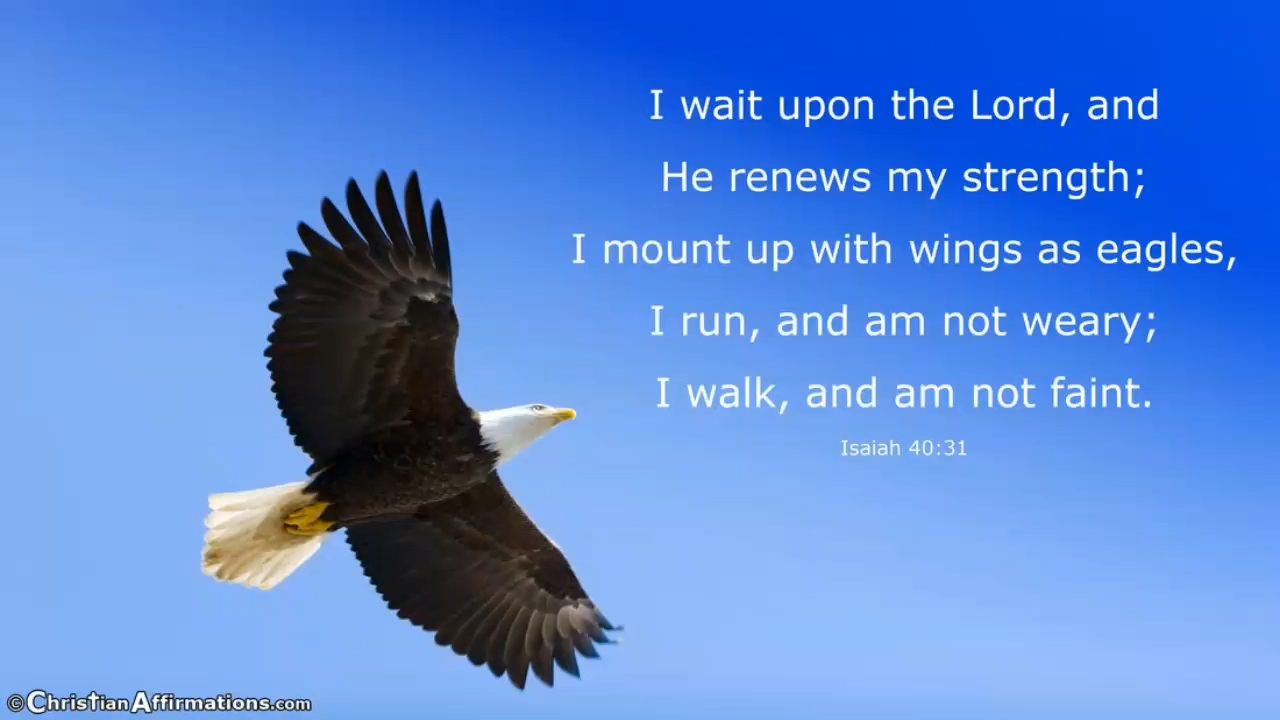 I wait upon the Lord, and
He renews my strength;
I mount up with wings as eagles,
I run, and am not weary;
I walk, and am not faint.
Isaiah 40:31
©ChristianAffirmations.com